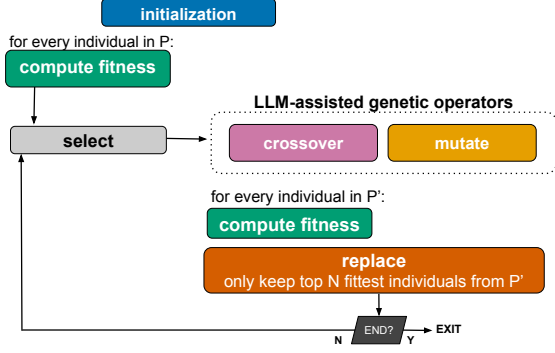 initialization
for every individual in P:
compute fitness
select
LLM-assisted genetic operators
crossover
mutate
for every individual in P':
compute fitness
replace
only keep top N fittest individuals from P'
END?
N
Y
EXIT